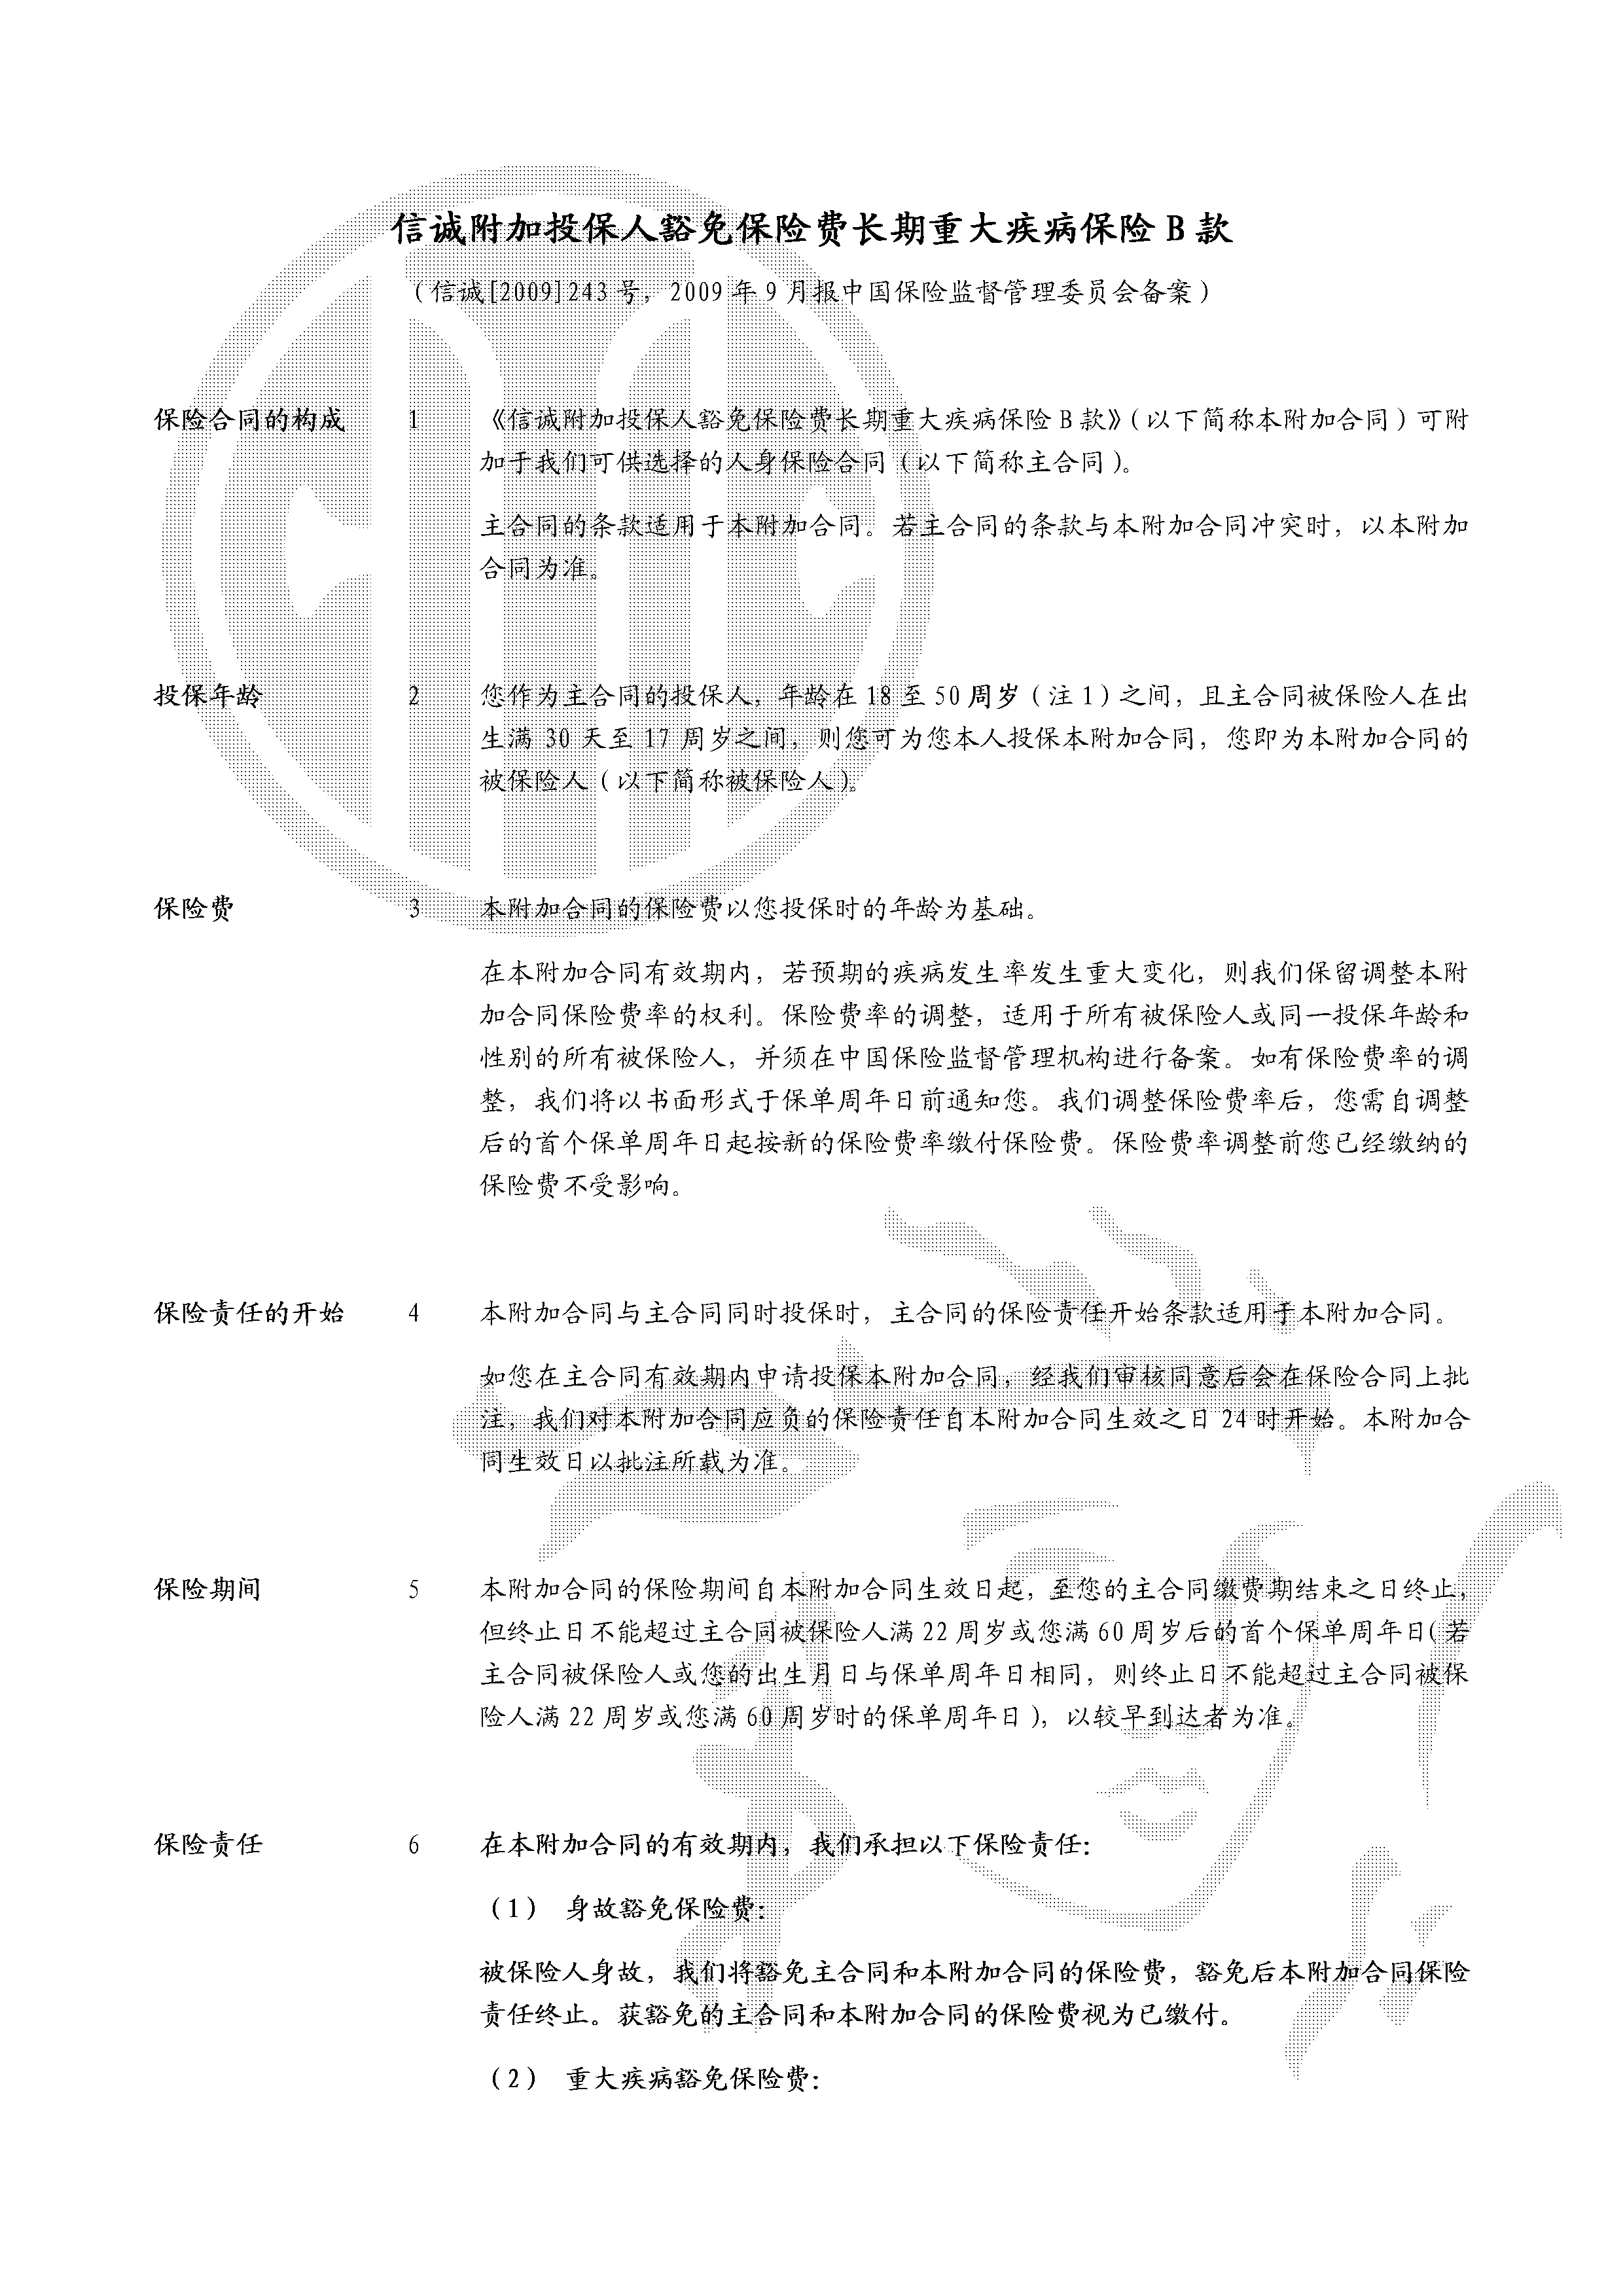 信诚附加投保人豁免保险费长期重大疾病保险 B 款
（信诚[2009]243 号，2009 年 9 月报中国保险监督管理委员会备案）
保险合同的构成 1 《信诚附加投保人豁免保险费长期重大疾病保险 B 款》（以下简称本附加合同）可附
加于我们可供选择的人身保险合同（以下简称主合同）。
主合同的条款适用于本附加合同。若主合同的条款与本附加合同冲突时，以本附加
合同为准。
投保年龄 2 您作为主合同的投保人，年龄在 18 至 50 周岁（注 1）之间，且主合同被保险人在出
生满 30 天至 17 周岁之间，则您可为您本人投保本附加合同，您即为本附加合同的
被保险人（以下简称被保险人）。
保险费 3 本附加合同的保险费以您投保时的年龄为基础。
在本附加合同有效期内，若预期的疾病发生率发生重大变化，则我们保留调整本附
加合同保险费率的权利。保险费率的调整，适用于所有被保险人或同一投保年龄和
性别的所有被保险人，并须在中国保险监督管理机构进行备案。如有保险费率的调
整，我们将以书面形式于保单周年日前通知您。我们调整保险费率后，您需自调整
后的首个保单周年日起按新的保险费率缴付保险费。保险费率调整前您已经缴纳的
保险费不受影响。
保险责任的开始 4 本附加合同与主合同同时投保时，主合同的保险责任开始条款适用于本附加合同。
如您在主合同有效期内申请投保本附加合同，经我们审核同意后会在保险合同上批
注，我们对本附加合同应负的保险责任自本附加合同生效之日 24 时开始。本附加合
同生效日以批注所载为准。
保险期间 5 本附加合同的保险期间自本附加合同生效日起，至您的主合同缴费期结束之日终止，
但终止日不能超过主合同被保险人满 22 周岁或您满 60 周岁后的首个保单周年日（若
主合同被保险人或您的出生月日与保单周年日相同，则终止日不能超过主合同被保
险人满 22 周岁或您满 60 周岁时的保单周年日），以较早到达者为准。
保险责任 6 在本附加合同的有效期内，我们承担以下保险责任：
（1） 身故豁免保险费：
被保险人身故，我们将豁免主合同和本附加合同的保险费，豁免后本附加合同保险
责任终止。获豁免的主合同和本附加合同的保险费视为已缴付。
（2） 重大疾病豁免保险费：